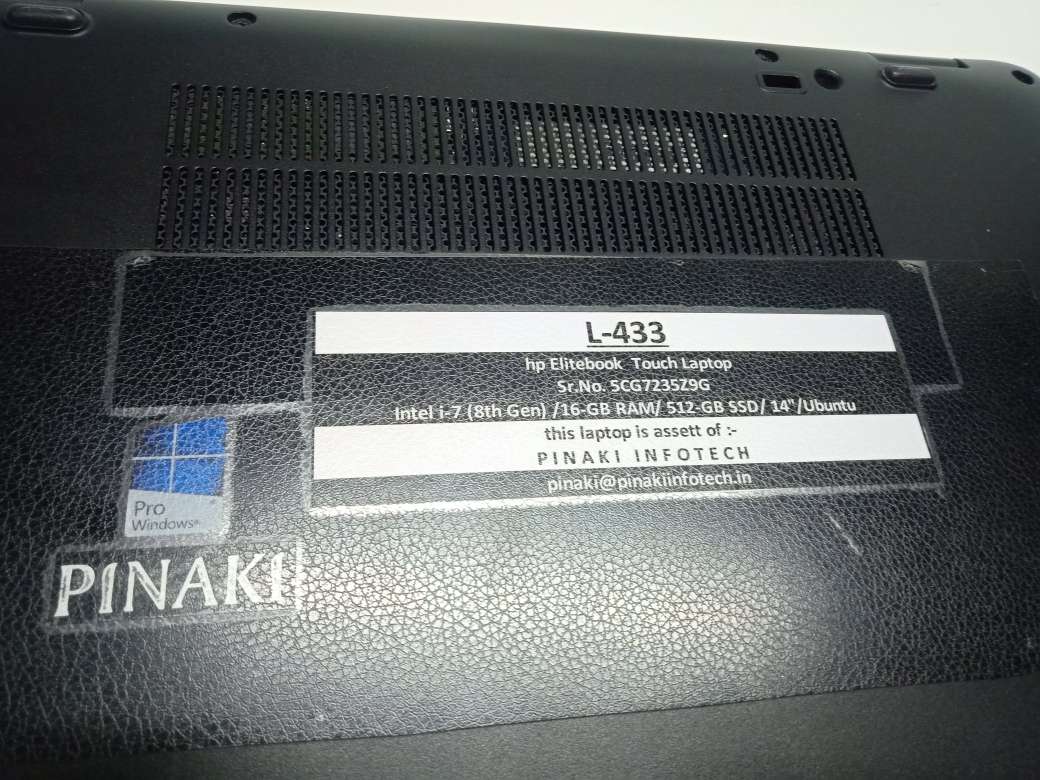 L-433
hp Elitebook Touch Laptop
Sr.No. 5CG7235Z9G
Intel i-7 (8th Gen) /16-GB RAM/ 512-GB SSD/ 14"/Ubuntu
this laptop is assett of :-
PINAKI INFOTECH
pinaki@pinakiinfotech.in
Pro
Windows®
PINAKI